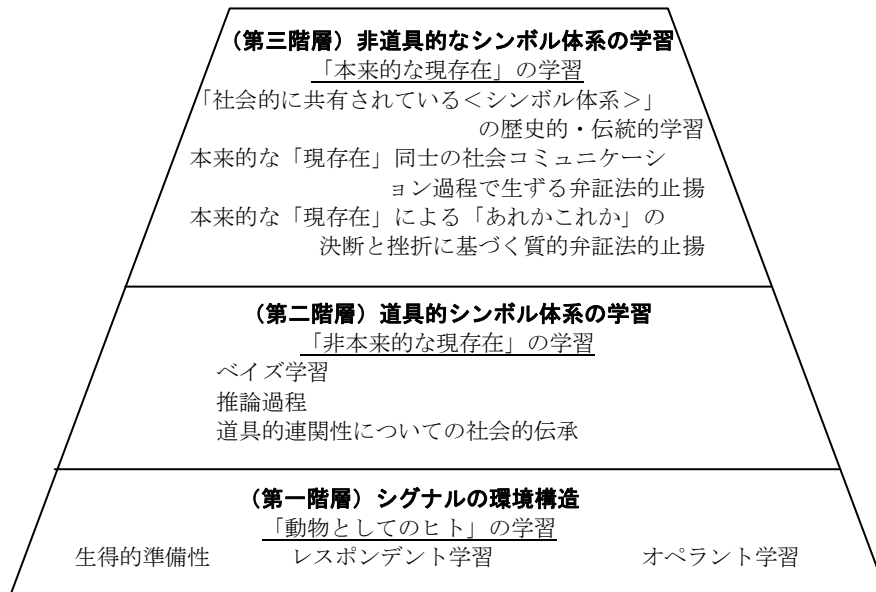 （第三階層）非道具的なシンボル体系の学習
「本来的な現存在」の学習
「社会的に共有されている＜シンボル体系＞」
の歴史的・伝統的学習
本来的な「現存在」同士の社会コミュニケーシ
ョン過程で生ずる弁証法的止揚
本来的な「現存在」による「あれかこれか」の
決断と挫折に基づく質的弁証法的止揚
（第二階層）道具的シンボル体系の学習
「非本来的な現存在」の学習
ベイズ学習
推論過程
道具的連関性についての社会的伝承
（第一階層）シグナルの環境構造
「動物としてのヒト」の学習
生得的準備性　レスポンデント学習　オペラント学習